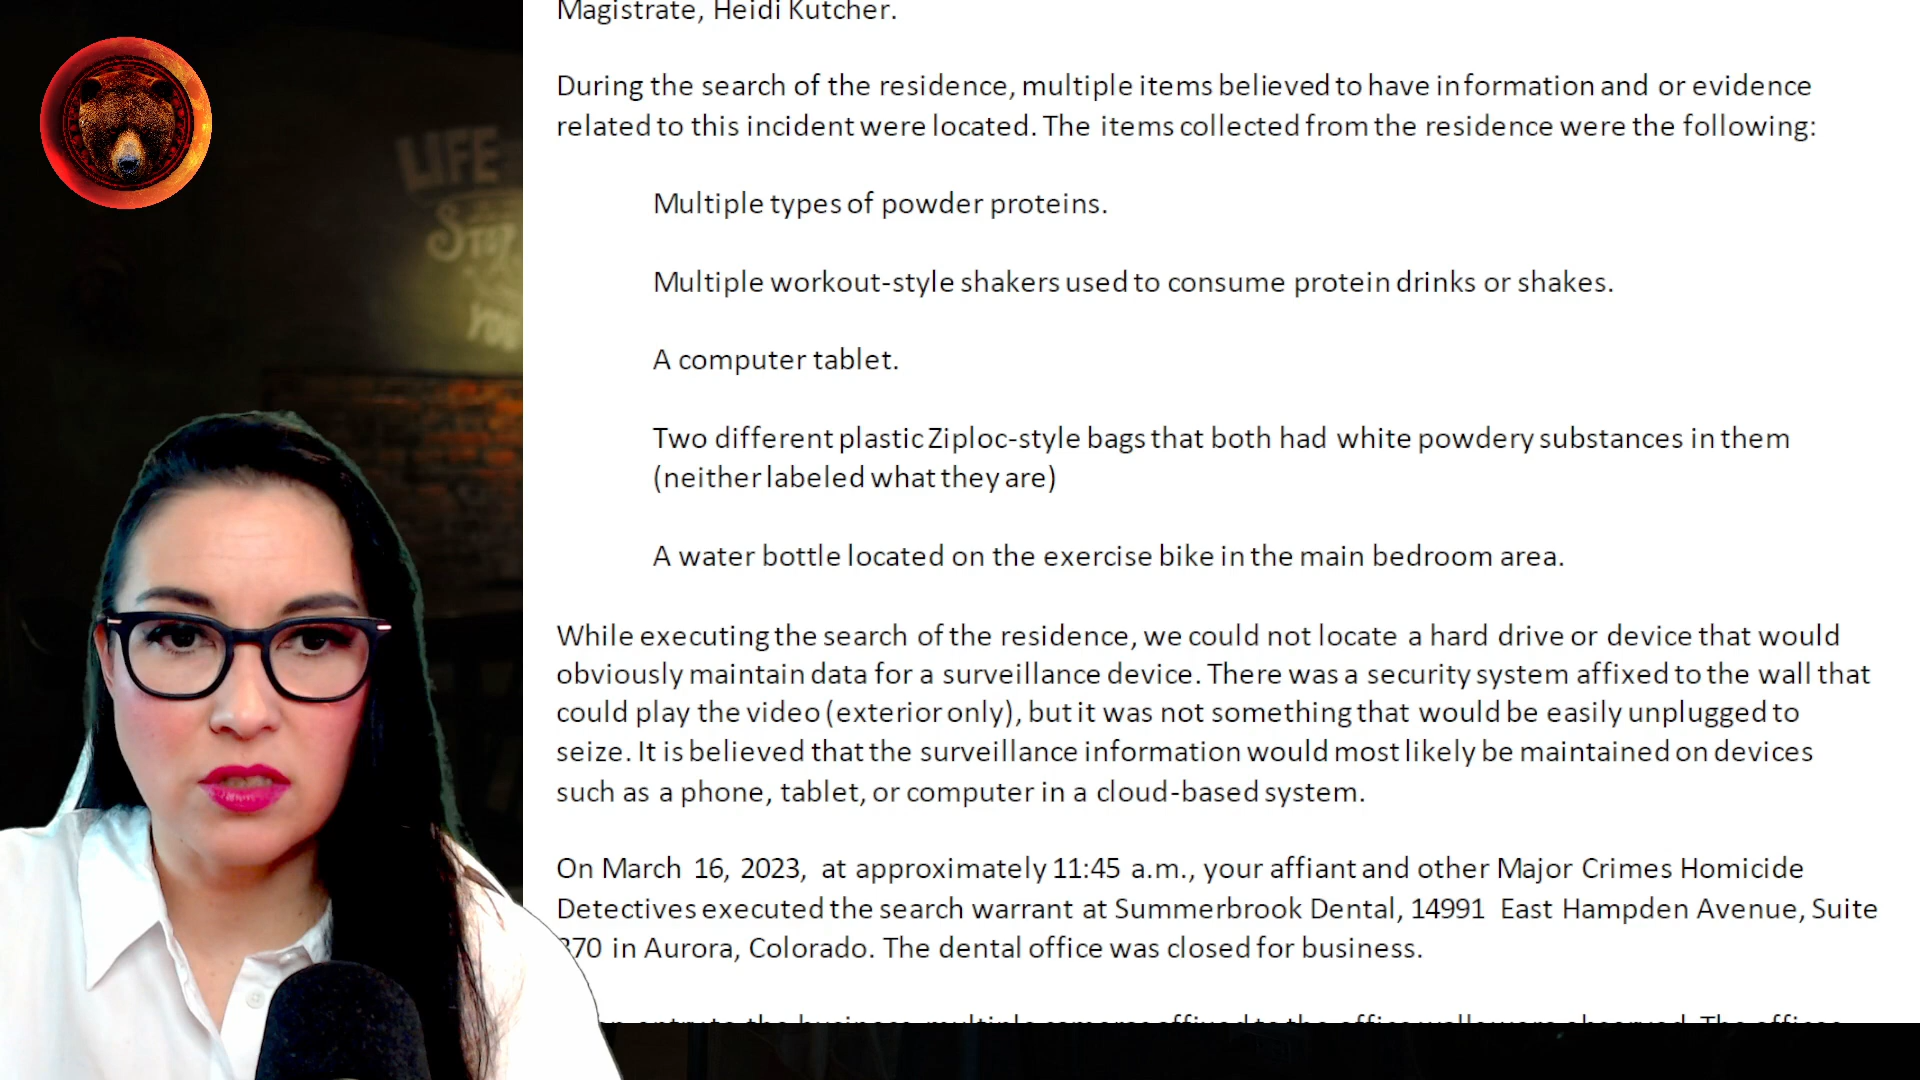 Magistrate, Heidi Kutcher.
During the search of the residence, multiple items believed to have information and or evidence
related to this incident were located. The items collected from the residence were the following:
Multiple types of powder proteins.
Multiple workout-style shakers used to consume protein drinks or shakes.
A computer tablet.
Two different plastic Ziploc-style bags that both had white powdery substances in them
(neither labeled what they are)
A water bottle located on the exercise bike in the main bedroom area.
While executing the search of the residence, we could not locate a hard drive or device that would
obviously maintain data for a surveillance device. There was a security system affixed to the wall that
could play the video (exterior only), but it was not something that would be easily unplugged to
seize. It is believed that the surveillance information would most likely be maintained on devices
such as a phone, tablet, or computer in a cloud-based system.
On March 16, 2023, at approximately 11:45 a.m., your affiant and other Major Crimes Homicide
Detectives executed the search warrant at Summerbrook Dental, 14991 East Hampden Avenue, Suite
370 in Aurora, Colorado. The dental office was closed for business.
LIFE